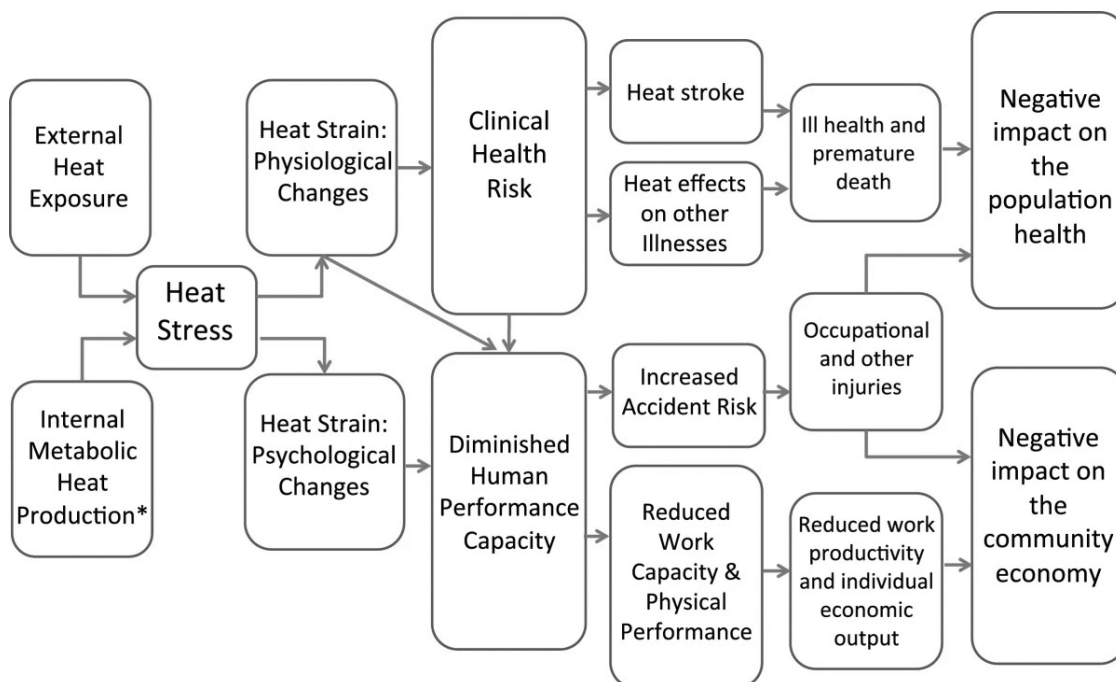 External
Heat
Exposure
Internal
Metabolic
Heat
Production*
Heat
Stress
Heat Strain:
Physiological
Changes
Heat Strain:
Psychological
Changes
Clinical
Health
Risk
Diminished
Human
Performance
Capacity
Heat stroke
Heat effects
on other
Illnesses
Increased
Accident Risk
Reduced
Work
Capacity &
Physical
Performance
Ill health and
premature
death
Occupational
and other
injuries
Reduced work
productivity
and individual
economic
output
Negative
impact on
the
population
health
Negative
impact on
the
community
economy